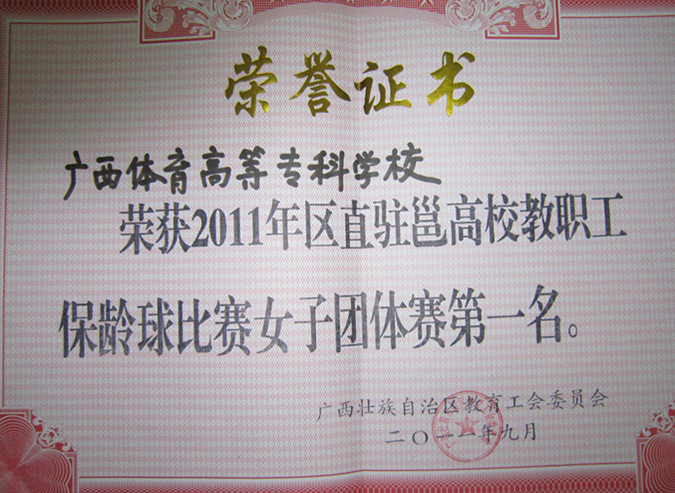 荣誉证书
广西体育高等专科学校
荣获2011年区直驻邕高校教职工
保龄球比赛女子团体赛第一名。
广西壮族自治区教育工会委员会
二〇一一年九月